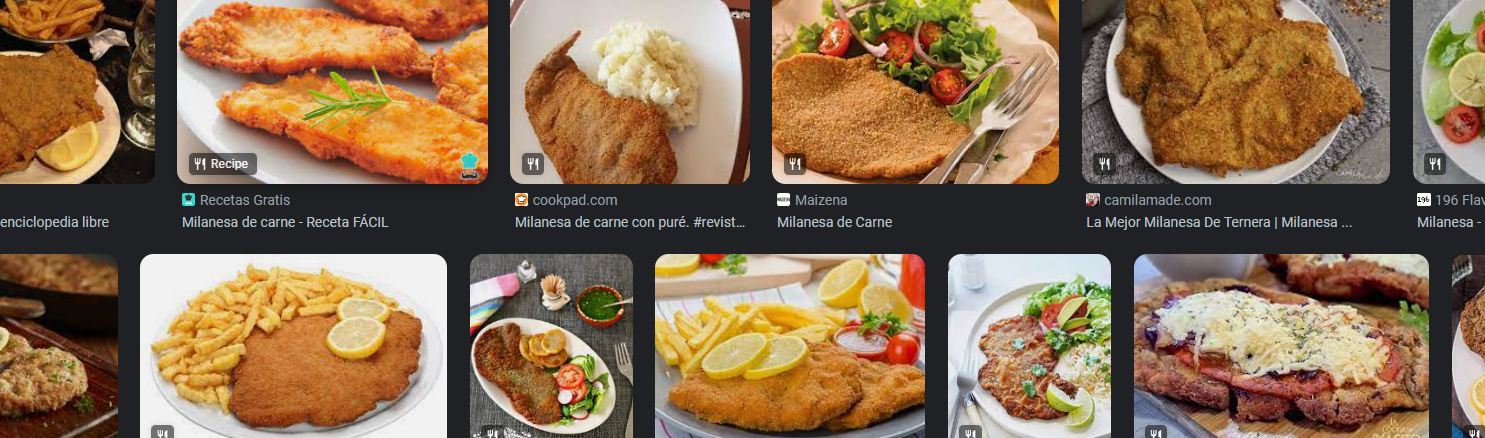 Recipe
Recetas Gratis
cookpad.com
Maizena
camilamade.com
196 Flav
enciclopedia libre
Milanesa de carne - Receta FÁCIL
Milanesa de carne con puré. #revist...
Milanesa de Carne
La Mejor Milanesa De Ternera | Milanesa ...
Milanesa -